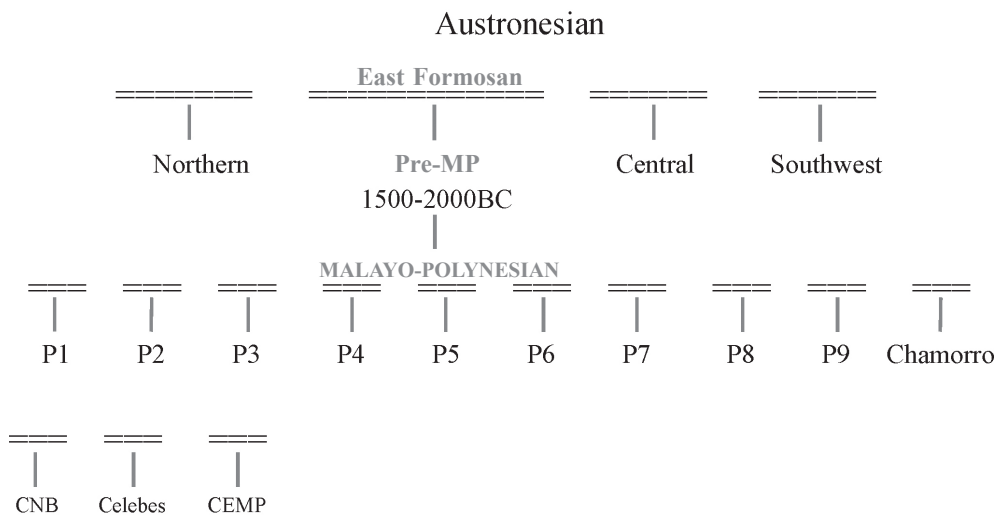 Austronesian
East Formosan
Northern Pre-MP Central Southwest
1500-2000BC
MALAYO-POLYNESIAN
P1 P2 P3 P4 P5 P6 P7 P8 P9 Chamorro
CNB Celebes CEMP